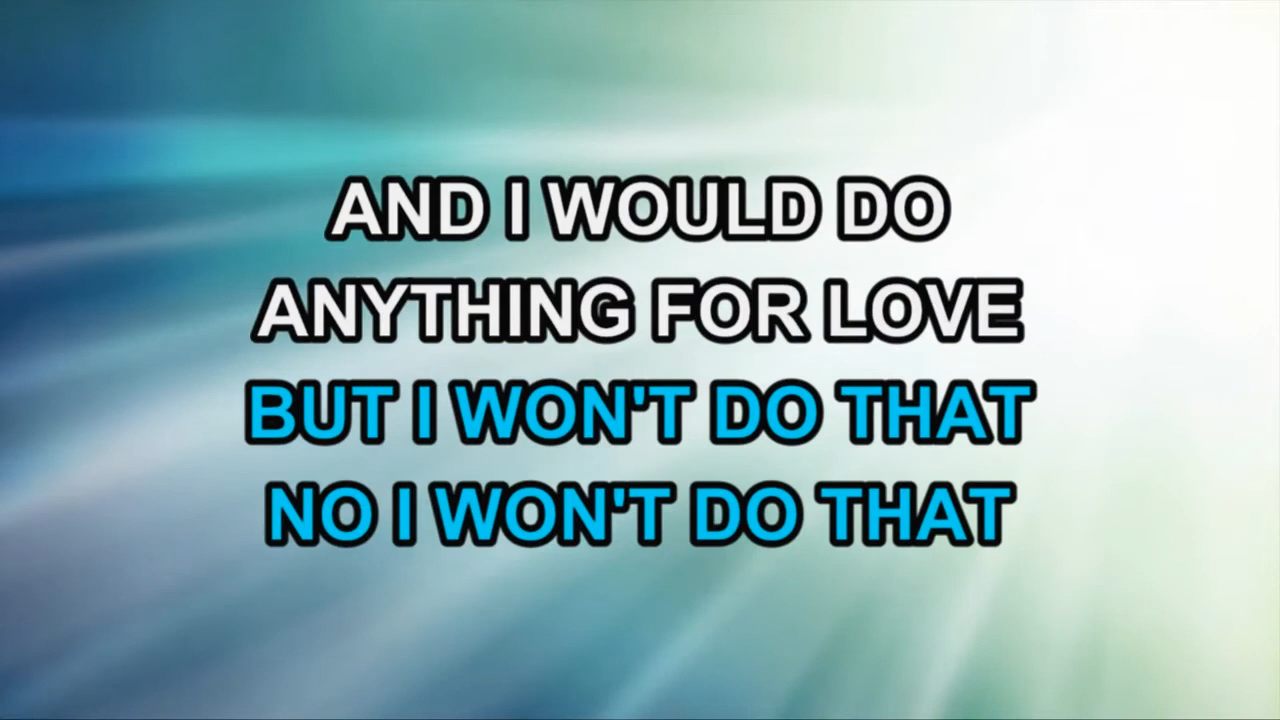 AND I WOULD DO
ANYTHING FOR LOVE
BUT I WON'T DO THAT
NO I WON'T DO THAT